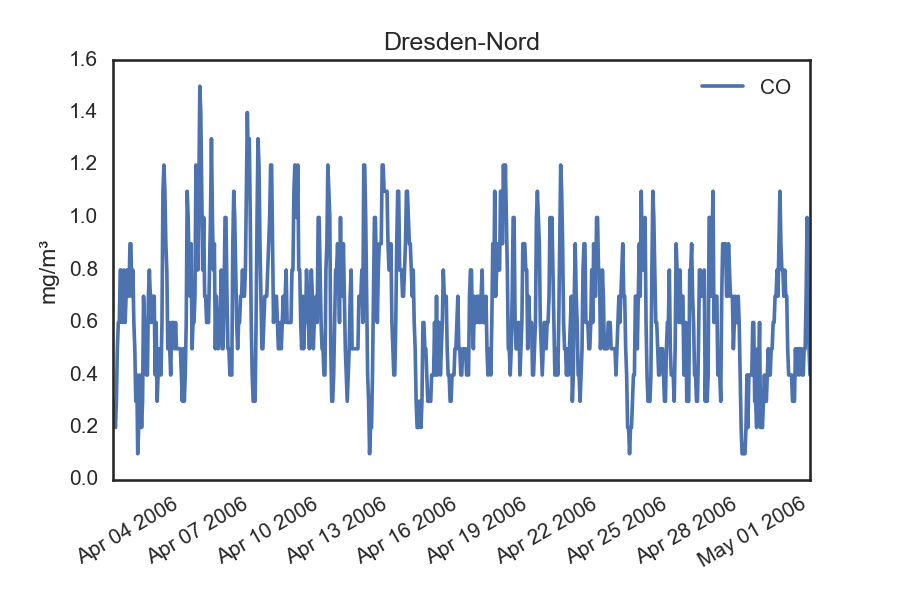 Dresden-Nord
CO
mg/m³
1.6
1.4
1.2
1.0
0.8
0.6
0.4
0.2
0.0
Apr 04 2006
Apr 07 2006
Apr 10 2006
Apr 13 2006
Apr 16 2006
Apr 19 2006
Apr 22 2006
Apr 25 2006
Apr 28 2006
May 01 2006